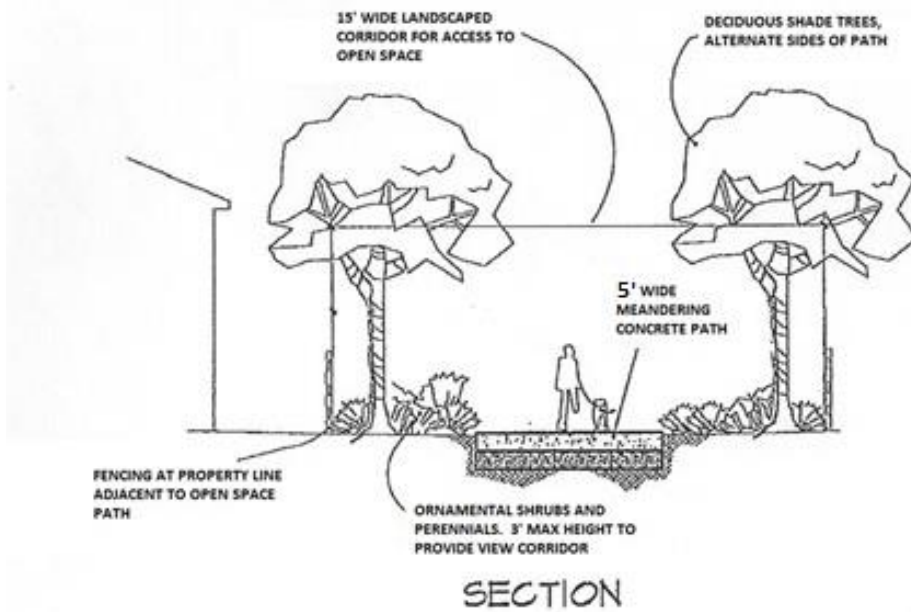 15' WIDE LANDSCAPED
CORRIDOR FOR ACCESS TO
OPEN SPACE
DECIDUOUS SHADE TREES,
ALTERNATE SIDES OF PATH
5' WIDE
MEANDERING
CONCRETE PATH
FENCING AT PROPERTY LINE
ADJACENT TO OPEN SPACE
PATH
ORNAMENTAL SHRUBS AND
PERENNIALS. 3' MAX HEIGHT TO
PROVIDE VIEW CORRIDOR
SECTION